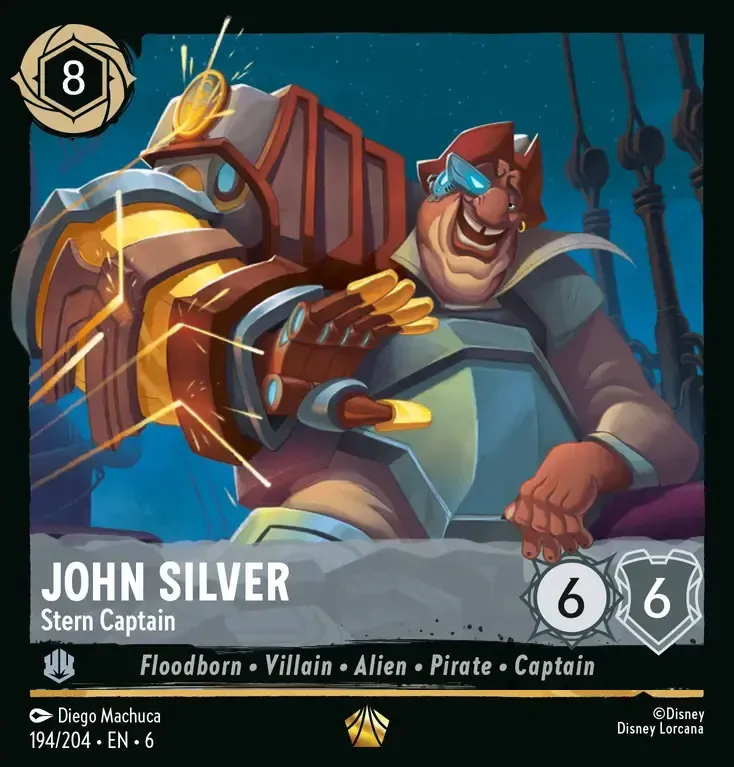 8
JOHN SILVER
Stern Captain
6 6
Floodborn • Villain • Alien • Pirate • Captain
Diego Machuca
194/204 • EN • 6
©Disney
Disney Lorcana